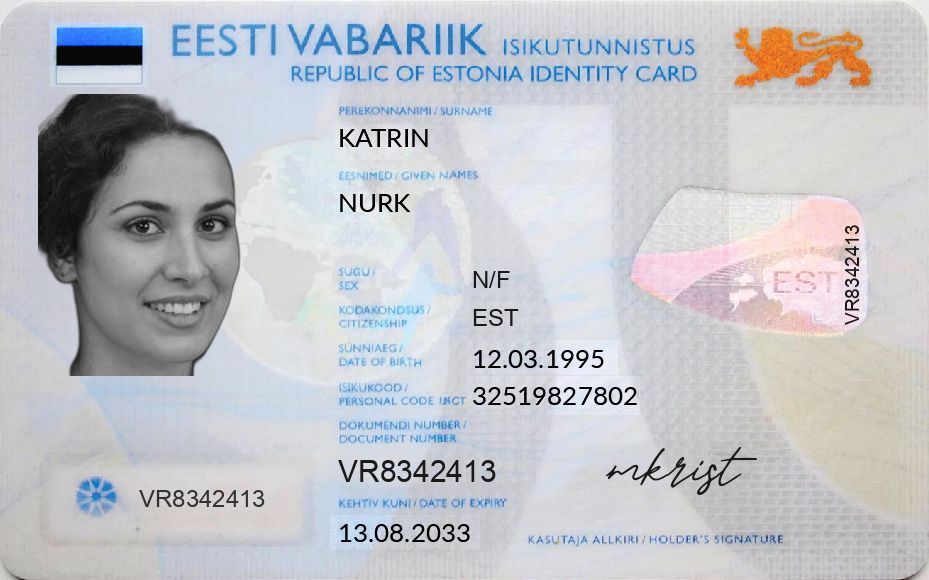 EESTI VABARIIK ISIKUTUNNISTUS
REPUBLIC OF ESTONIA IDENTITY CARD
PEREKONNANIMI / SURNAME
KATRIN
EESNIMED / GIVEN NAMES
NURK
SUGU /
SEX
N/F
KODAKONDSUS /
CITIZENSHIP
EST
SÜNNIAEG /
DATE OF BIRTH
12.03.1995
ISIKUKOOD /
PERSONAL CODE
32519827802
DOKUMENDI NUMBER /
DOCUMENT NUMBER
VR8342413
KEHTIV KUNI / DATE OF EXPIRY
13.08.2033
VR8342413
EST
VR8342413
mkrist
KASUTAJA ALLKIRI / HOLDER'S SIGNATURE